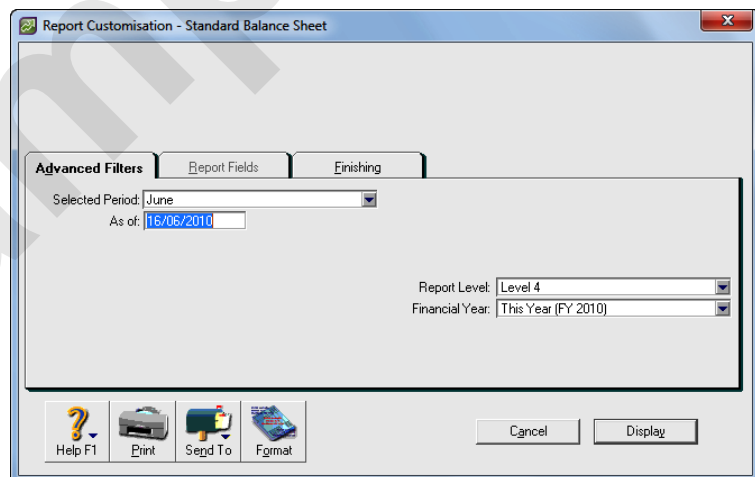 Report Customisation - Standard Balance Sheet
Advanced Filters Report Fields Finishing
Selected Period: June
As of: 16/06/2010
Report Level: Level 4
Financial Year: This Year (FY 2010)
Help F1 Print Send To Format Cancel Display